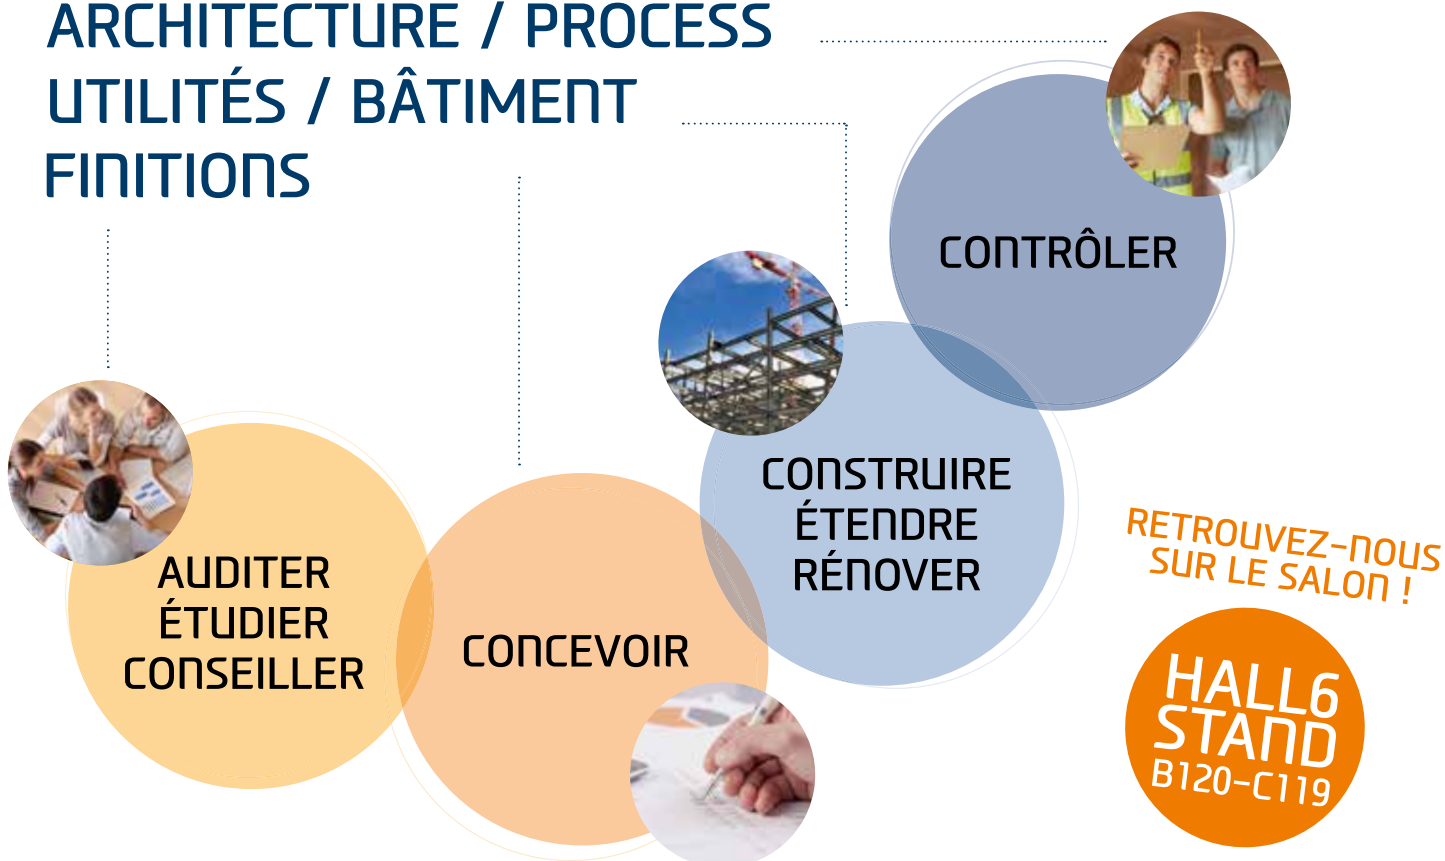 ARCHITECTURE / PROCESS
UTILITÉS / BÂTIMENT
FINITIONS
CONTRÔLER
CONSTRUIRE
ÉTENDRE
RÉNOVER
AUDITER
ÉTUDIER
CONSEILLER
CONCEVOIR
RETROUVEZ-NOUS
SUR LE SALON !
HALL6
STAND
B120-C119